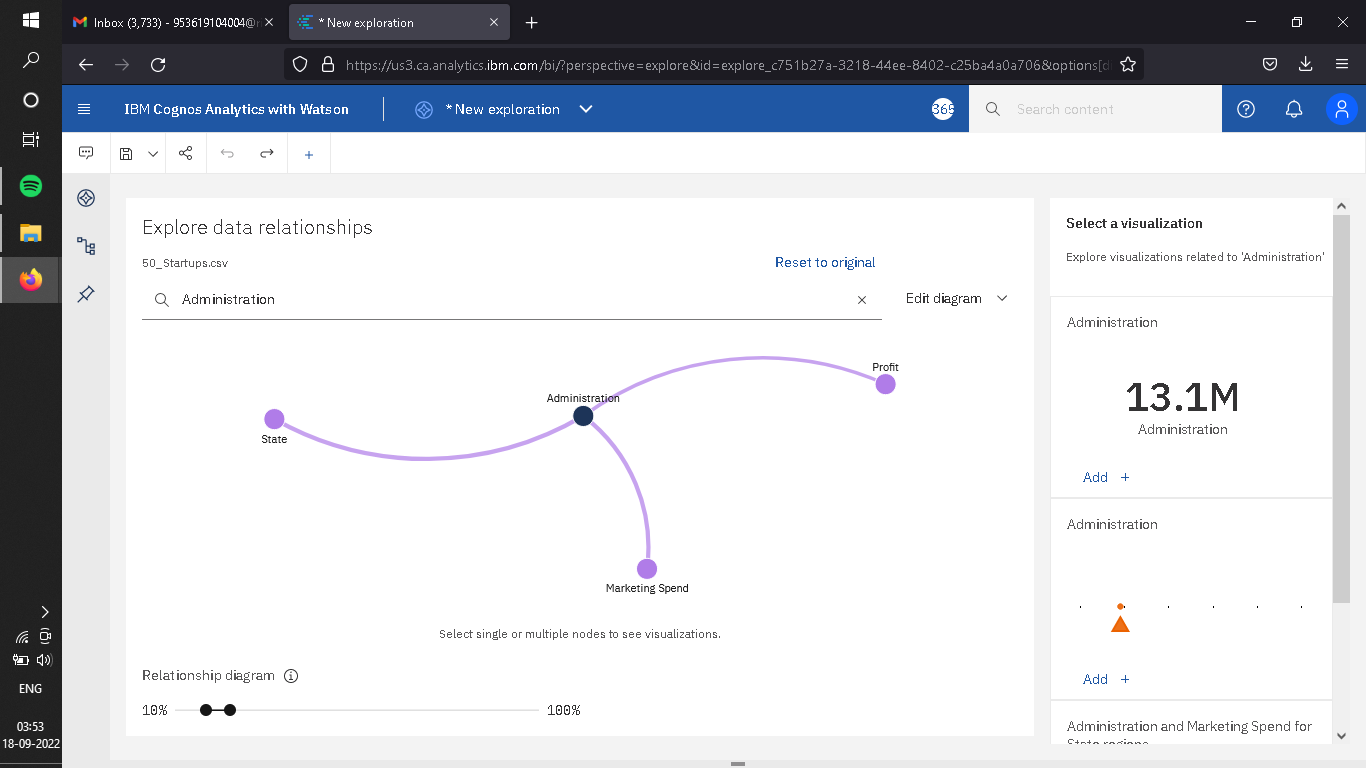 Inbox (3,733) - 953619104004@r
* New exploration
https://us3.ca.analytics.ibm.com/bi/?perspective=explore&id=explore_c751b27a-3218-44ee-8402-c25ba4a0a706&options[d
IBM Cognos Analytics with Watson
* New exploration
365
Search content
Explore data relationships
50_Startups.csv
Reset to original
Administration
Edit diagram
Profit
Administration
State
Marketing Spend
Select single or multiple nodes to see visualizations.
Relationship diagram
10%
100%
Select a visualization
Explore visualizations related to 'Administration'
Administration
13.1M
Administration
Add +
Administration
Add +
Administration and Marketing Spend for
State regions
ENG
03:53
18-09-2022